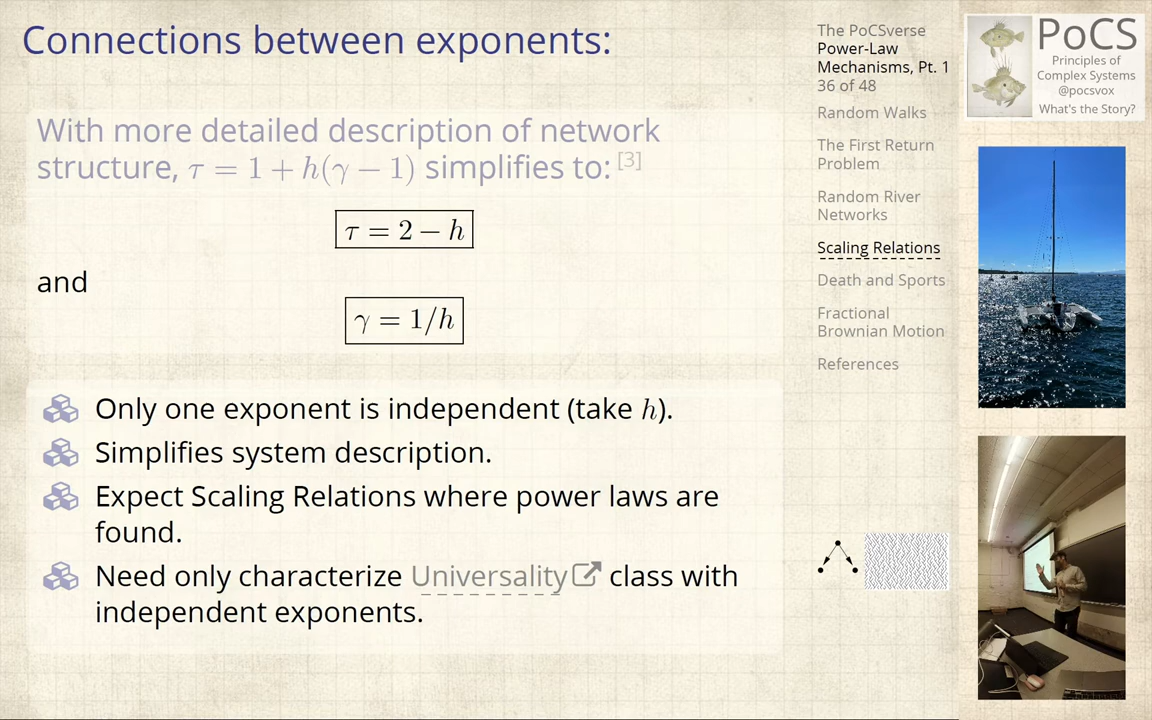 Connections between exponents:
With more detailed description of network
structure, τ = 1 + h(γ − 1) simplifies to: [3]
τ = 2 − h
and
γ = 1/h
Only one exponent is independent (take h).
Simplifies system description.
Expect Scaling Relations where power laws are
found.
Need only characterize Universality class with
independent exponents.
The PoCSverse
Power-Law
Mechanisms, Pt. 1
36 of 48
Random Walks
The First Return
Problem
Random River
Networks
Scaling Relations
Death and Sports
Fractional
Brownian Motion
References
PoCS
Principles of
Complex Systems
@pocsvox
What's the Story?